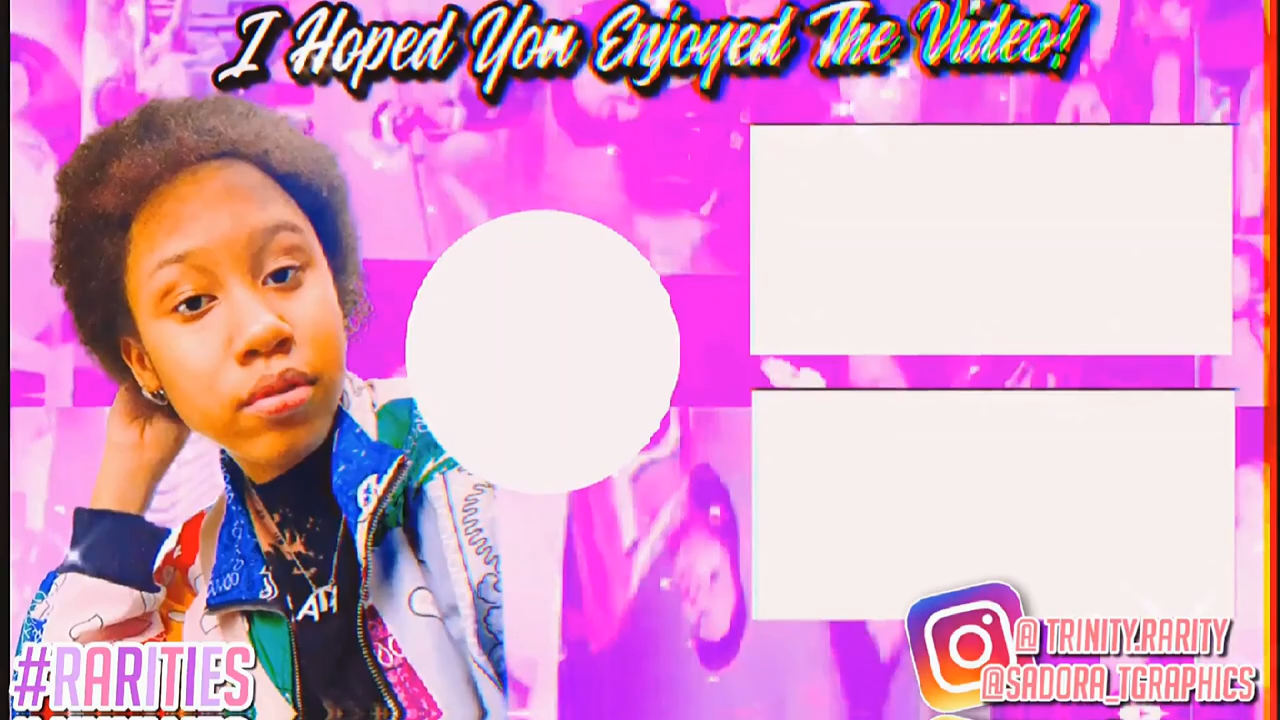 I Hoped You Enjoyed The Video!
@ TRINITY.RARITY
@SADORA_TGRAPHICS
#RARITIES